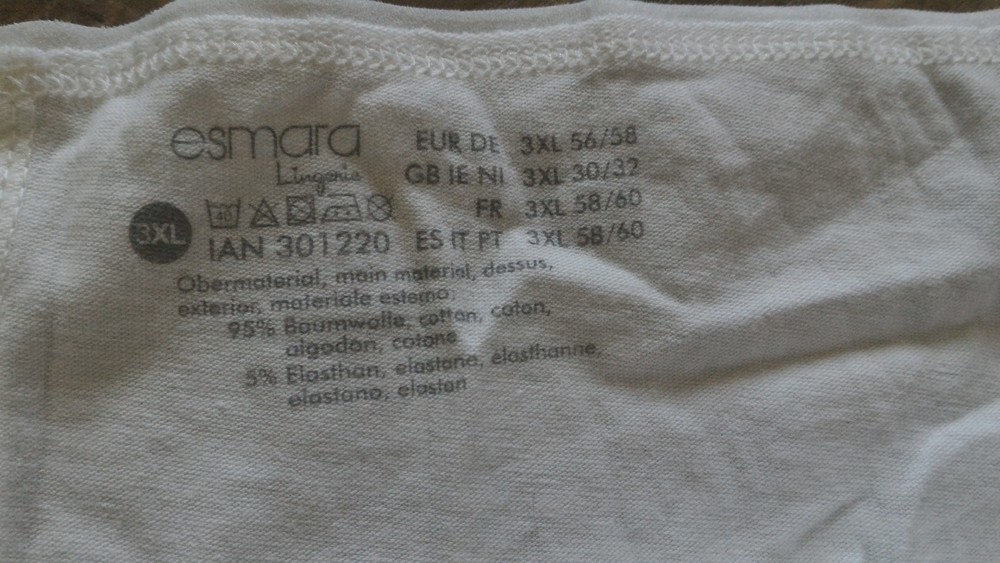 esmara EUR DE 3XL 56/58
Lingerie GB IE NI 3XL 30/32
40 FR 3XL 58/60
3XL IAN 301220 ES IT PT 3XL 58/60
Obermaterial, main material, dessus,
exterior, materiale esterno:
95% Baumwolle, cotton, coton,
algodon, cotone
5% Elasthan, elastane, élasthanne,
elastano, elastan